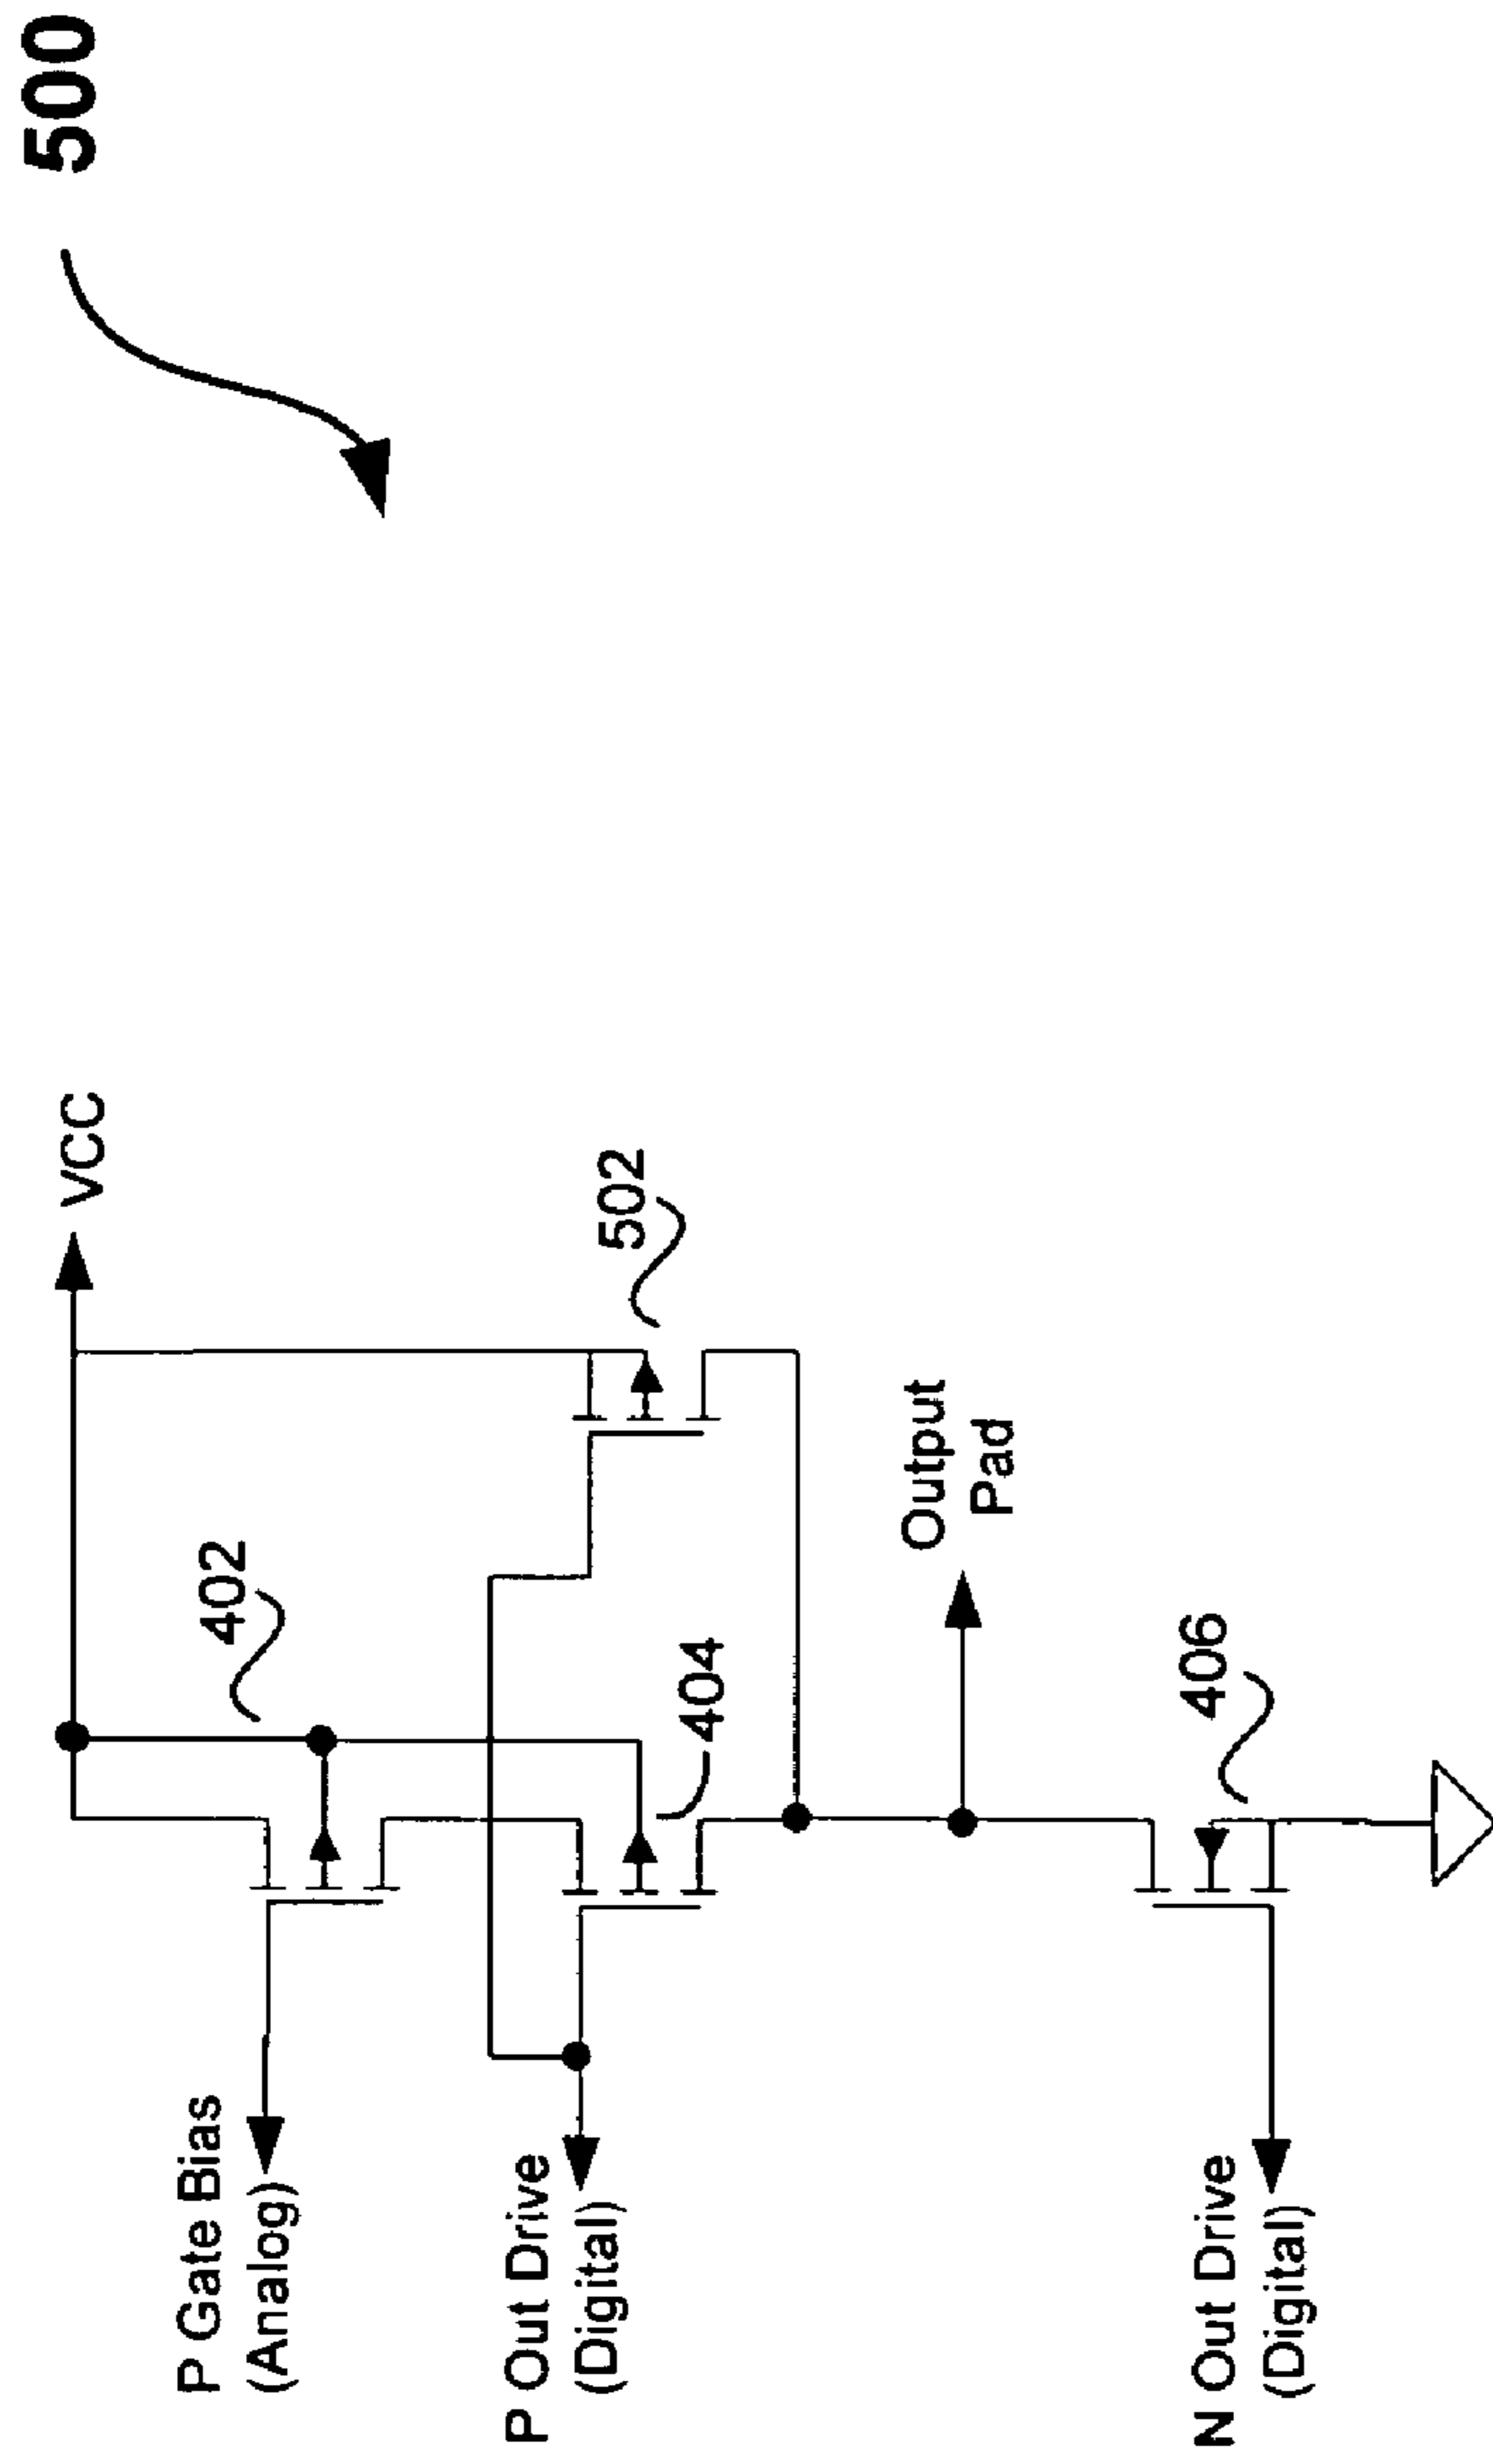 500
VCC
402
502
404
Output
Pad
406
P Gate Bias
(Analog)
P Out Drive
(Digital)
N Out Drive
(Digital)